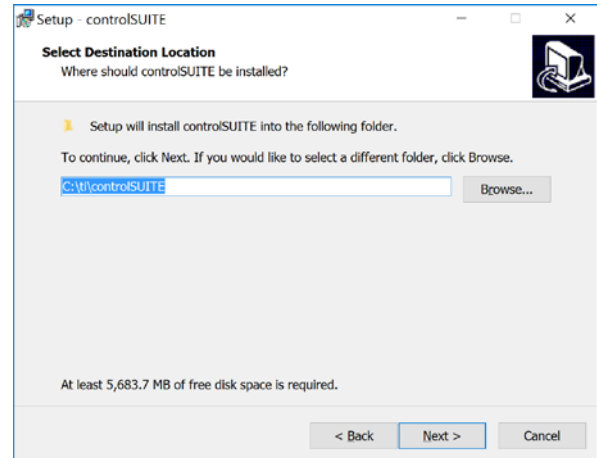 Setup - controlSUITE
Select Destination Location
Where should controlSUITE be installed?
Setup will install controlSUITE into the following folder.
To continue, click Next. If you would like to select a different folder, click Browse.
C:\ti\controlSUITE
Browse...
At least 5,683.7 MB of free disk space is required.
< Back
Next >
Cancel